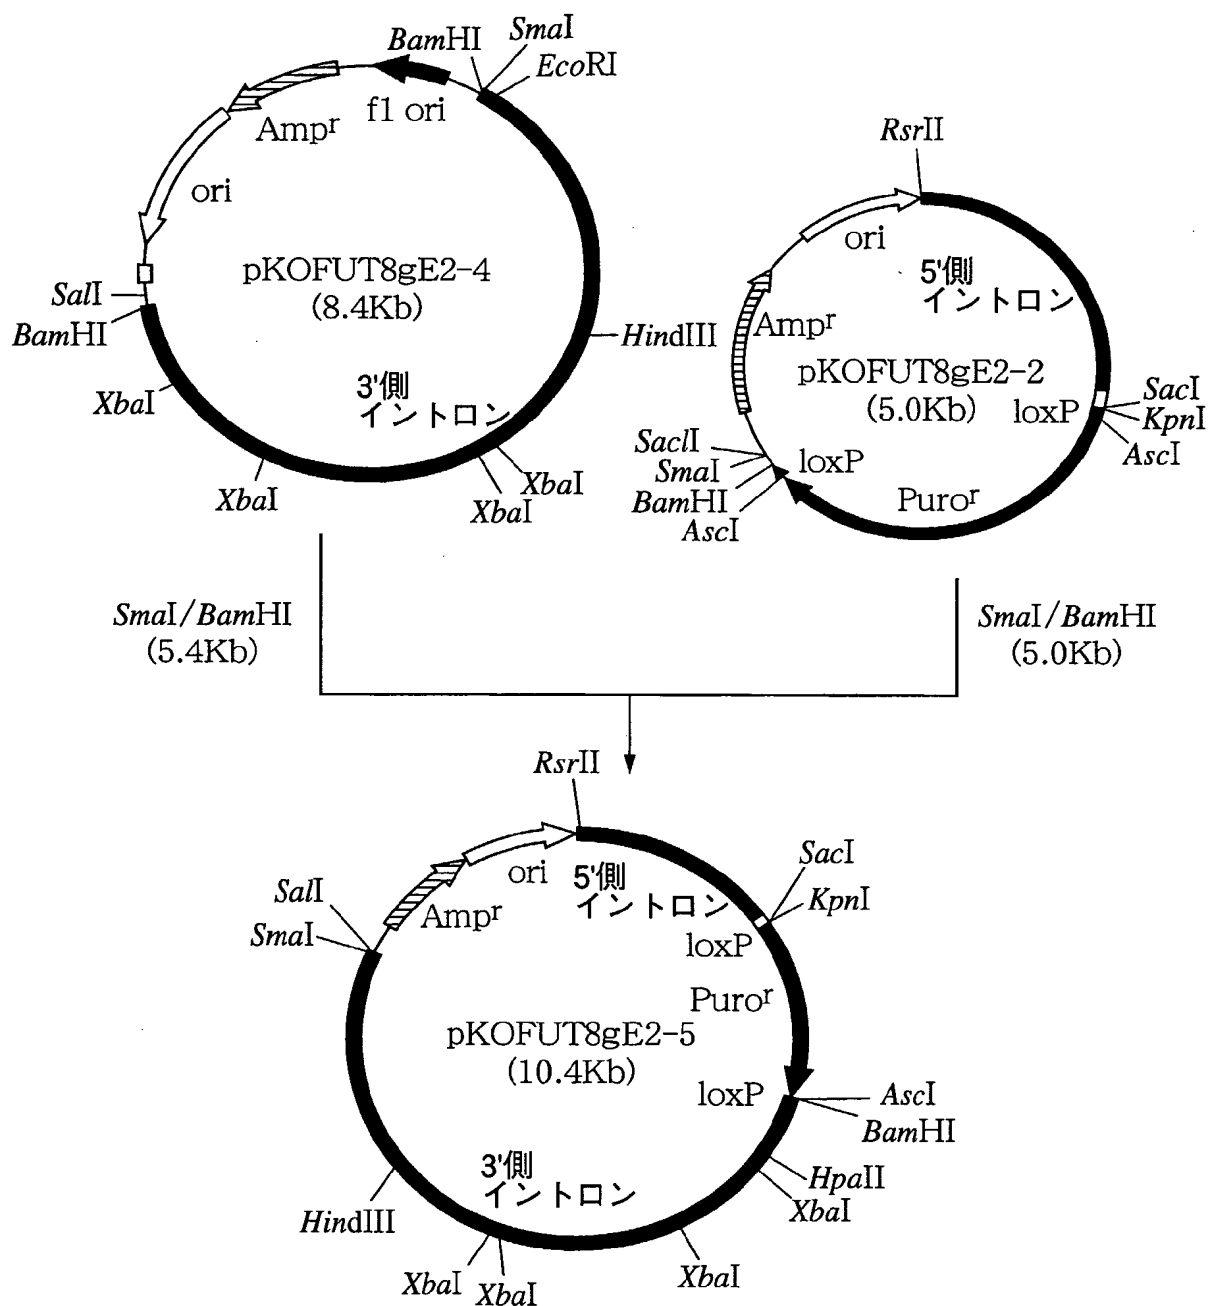 BamHI
SmaI
EcoRI
f1 ori
Ampr
ori
pKOFUT8gE2-4
(8.4Kb)
SalI
BamHI
HindIII
XbaI
3'側
イントロン
XbaI
XbaI
XbaI
RsrII
ori
5'側
イントロン
Ampr
pKOFUT8gE2-2
(5.0Kb)
loxP
SacI
KpnI
AscI
SaclI
SmaI
BamHI
AscI
loxP
Puror
SmaI/BamHI
(5.4Kb)
SmaI/BamHI
(5.0Kb)
RsrII
ori
5'側
イントロン
SacI
KpnI
Ampr
SalI
SmaI
loxP
Puror
pKOFUT8gE2-5
(10.4Kb)
loxP
AscI
BamHI
3'側
イントロン
HpaII
XbaI
HindIII
XbaI
XbaI
XbaI